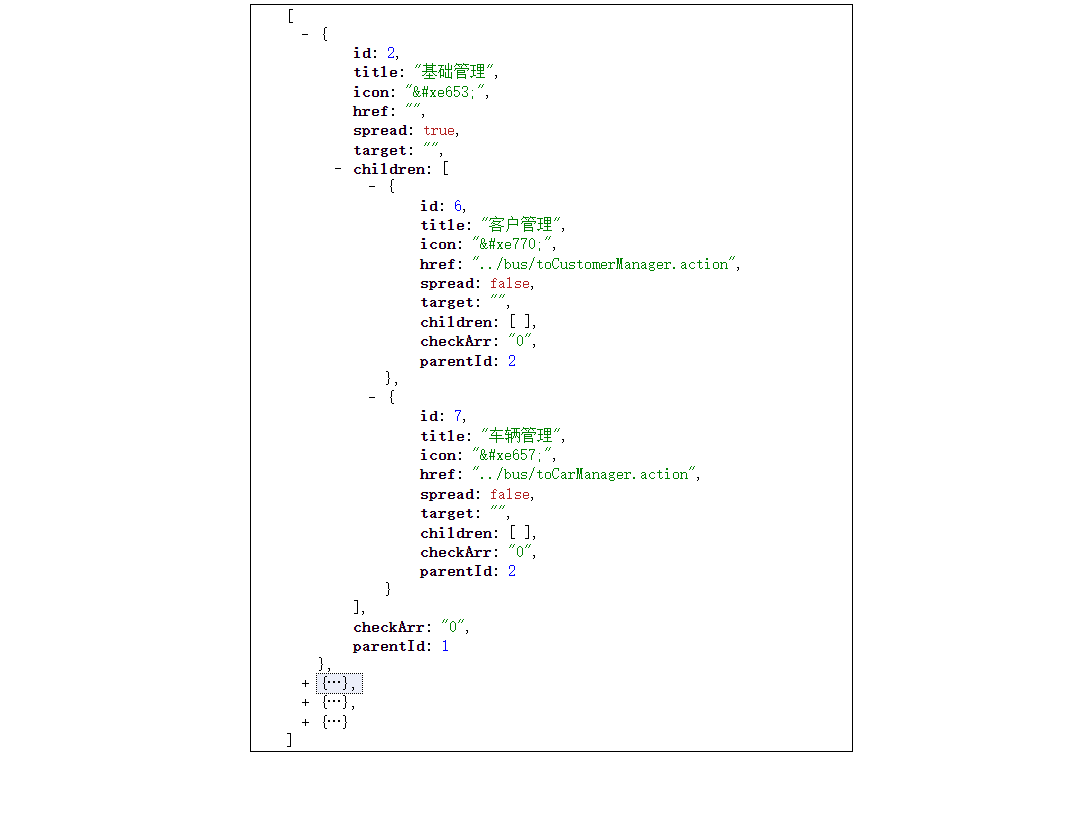 [
- {
id: 2,
title: "基础管理",
icon: "&#xe653;",
href: "",
spread: true,
target: "",
- children: [
- {
id: 6,
title: "客户管理",
icon: "&#xe770;",
href: "../bus/toCustomerManager.action",
spread: false,
target: "",
children: [ ],
checkArr: "0",
parentId: 2
},
- {
id: 7,
title: "车辆管理",
icon: "&#xe657;",
href: "../bus/toCarManager.action",
spread: false,
target: "",
children: [ ],
checkArr: "0",
parentId: 2
}
],
checkArr: "0",
parentId: 1
},
+ {…},
+ {…},
+ {…}
]